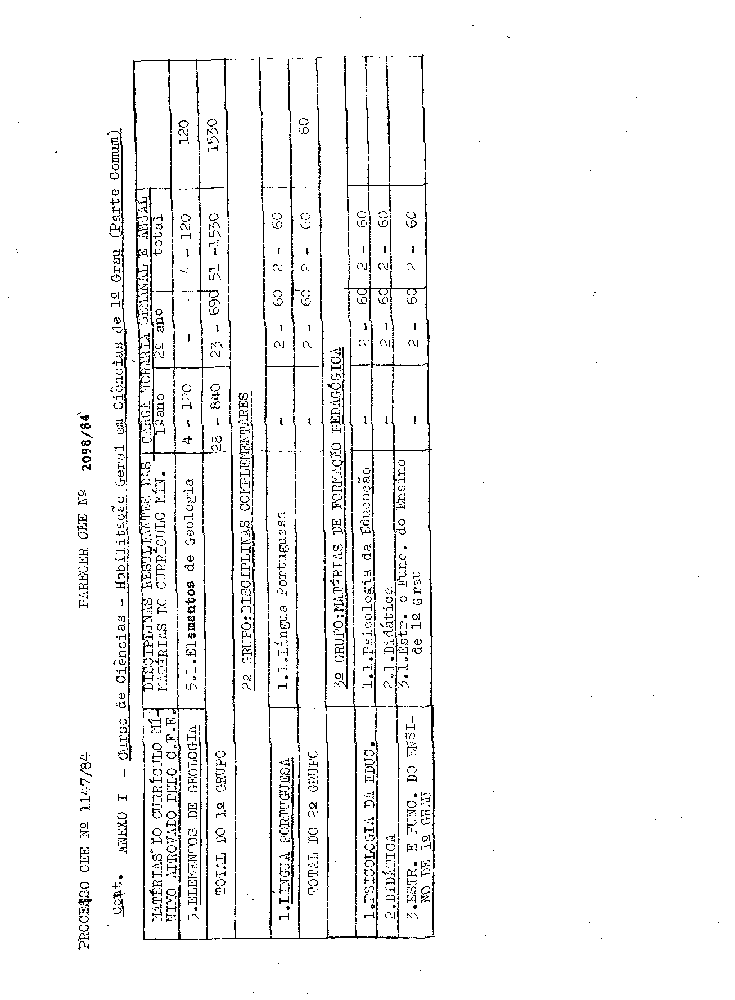 PROCESSO CEE Nº 1147/84 PARECER CEE Nº 2098/84
Cont. ANEXO I - Curso de Ciências - Habilitação Geral em Ciências de 1º Grau (Parte Comum)
MATÉRIAS DO CURRÍCULO MÍ- DISCIPLINAS RESULTANTES DAS CARGA HORÁRIA SEMANAL E ANUAL
NIMO APROVADO PELO C.F.E. MATÉRIAS DO CURRÍCULO MÍN. 1ºano 2º ano total
5.ELEMENTOS DE GEOLOGIA 5.1.Elementos de Geologia 4 - 120 - 4 - 120 120
TOTAL DO 1º GRUPO 28 - 840 23 - 690 51 -1530 1530
2º GRUPO:DISCIPLINAS COMPLEMENTARES
1.LÍNGUA PORTUGUESA 1.1.Língua Portuguesa - 2 - 60 2 - 60
TOTAL DO 2º GRUPO - 2 - 60 2 - 60 60
3º GRUPO:MATÉRIAS DE FORMAÇÃO PEDAGÓGICA
1.PSICOLOGIA DA EDUC. 1.1.Psicologia da Educação - 2 - 60 2 - 60
2.DIDÁTICA 2.1.Didática - 2 - 60 2 - 60
3.ESTR. E FUNC. DO ENSI- 3.1.Estr. e Func. do Ensino - 2 - 60 2 - 60
NO DE 1º GRAU de 1º Grau